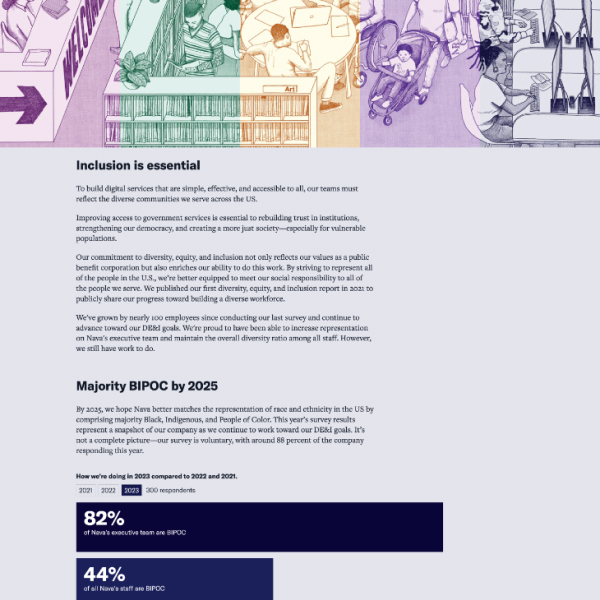 WELCOME
Art
Inclusion is essential
To build digital services that are simple, effective, and accessible to all, our teams must
reflect the diverse communities we serve across the US.
Improving access to government services is essential to rebuilding trust in institutions,
strengthening our democracy, and creating a more just society—especially for vulnerable
populations.
Our commitment to diversity, equity, and inclusion not only reflects our values as a public
benefit corporation but also enriches our ability to do this work. By striving to represent all
of the people in the U.S., we're better equipped to meet our social responsibility to all of
the people we serve. We published our first diversity, equity, and inclusion report in 2021 to
publicly share our progress toward building a diverse workforce.
We've grown by nearly 100 employees since conducting our last survey and continue to
advance toward our DE&I goals. We're proud to have been able to increase representation
on Nava's executive team and maintain the overall diversity ratio among all staff. However,
we still have work to do.
Majority BIPOC by 2025
By 2025, we hope Nava better matches the representation of race and ethnicity in the US by
comprising majority Black, Indigenous, and People of Color. This year's survey results
represent a snapshot of our company as we continue to work toward our DE&I goals. It's
not a complete picture—our survey is voluntary, with around 88 percent of the company
responding this year.
How we're doing in 2023 compared to 2022 and 2021.
2021 2022 2023 300 respondents
82%
of Nava's executive team are BIPOC
44%
of all Nava's staff are BIPOC